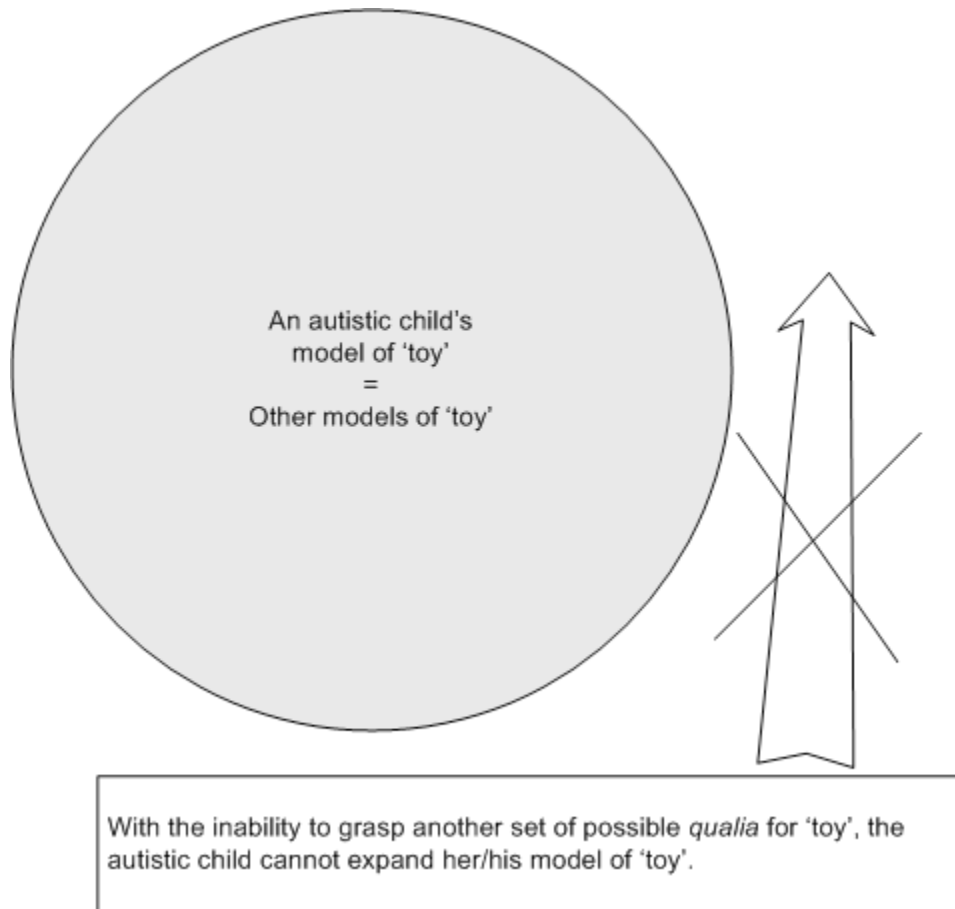 An autistic child's
model of ‘toy’
=
Other models of ‘toy’
With the inability to grasp another set of possible qualia for ‘toy’, the
autistic child cannot expand her/his model of ‘toy’.